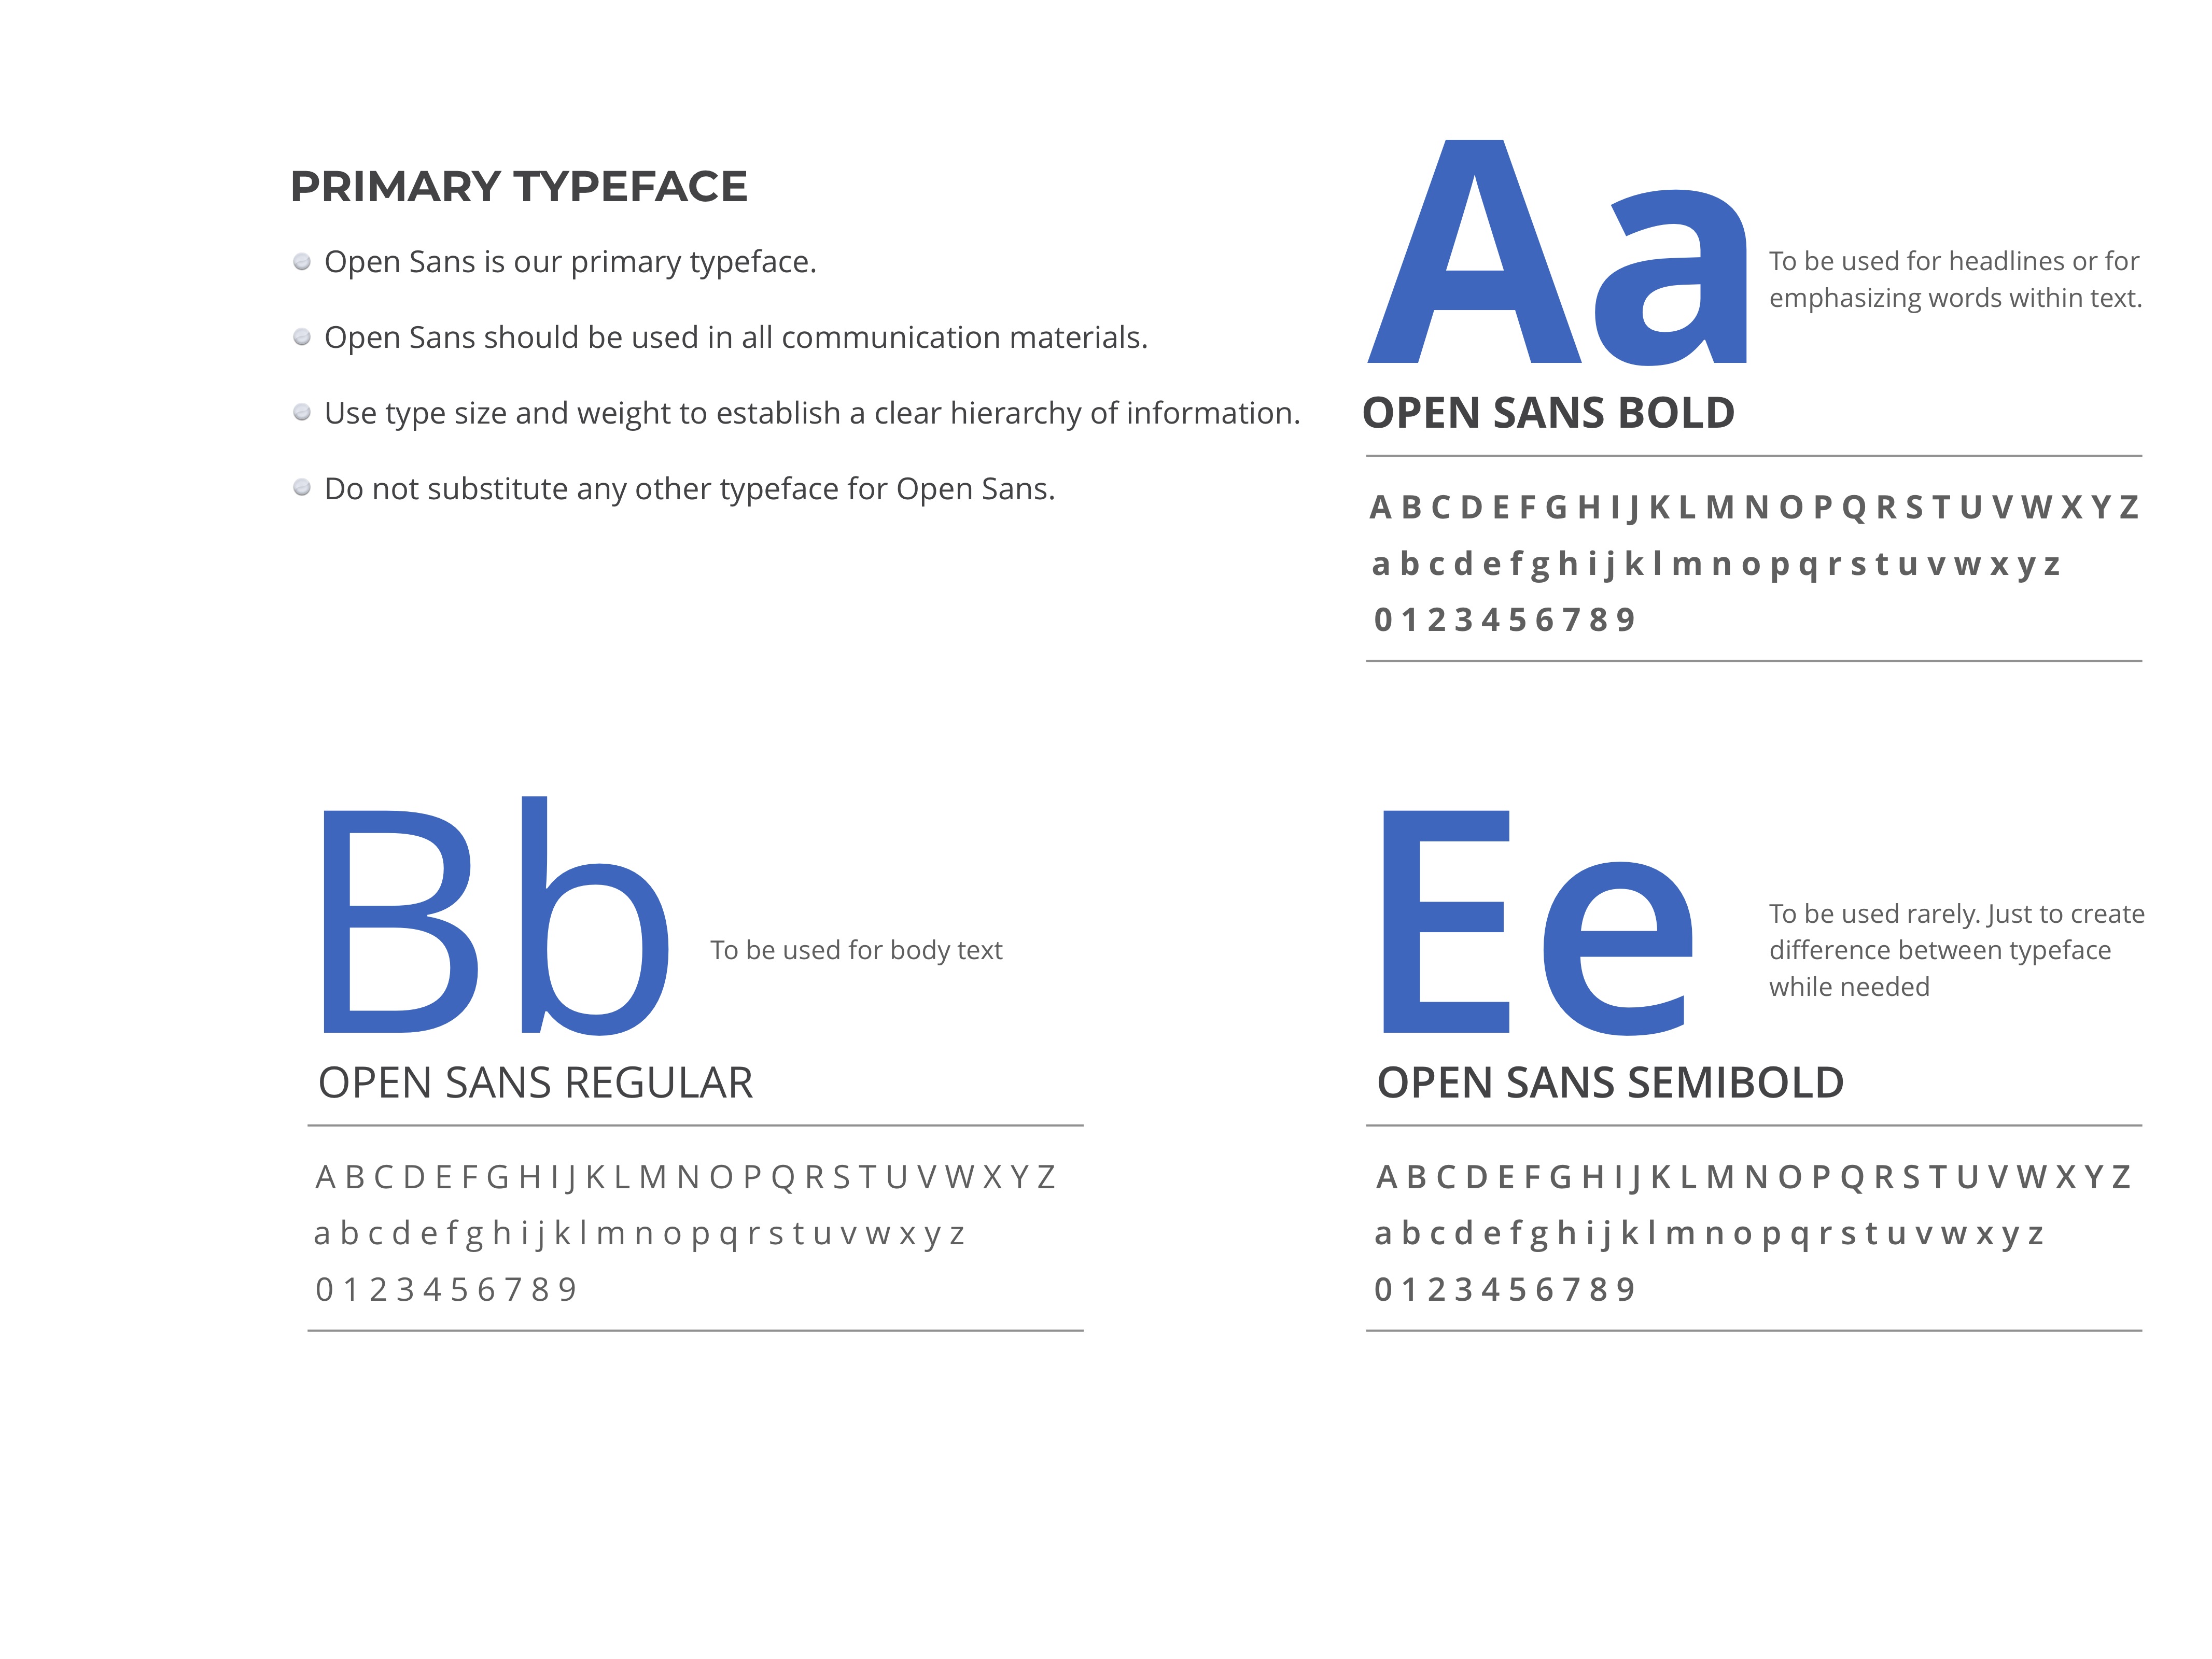 PRIMARY TYPEFACE
Open Sans is our primary typeface.
Open Sans should be used in all communication materials.
Use type size and weight to establish a clear hierarchy of information.
Do not substitute any other typeface for Open Sans.
Aa
To be used for headlines or for
emphasizing words within text.
OPEN SANS BOLD
A B C D E F G H I J K L M N O P Q R S T U V W X Y Z
a b c d e f g h i j k l m n o p q r s t u v w x y z
0 1 2 3 4 5 6 7 8 9
Bb
To be used for body text
OPEN SANS REGULAR
A B C D E F G H I J K L M N O P Q R S T U V W X Y Z
a b c d e f g h i j k l m n o p q r s t u v w x y z
0 1 2 3 4 5 6 7 8 9
Ee
To be used rarely. Just to create
difference between typeface
while needed
OPEN SANS SEMIBOLD
A B C D E F G H I J K L M N O P Q R S T U V W X Y Z
a b c d e f g h i j k l m n o p q r s t u v w x y z
0 1 2 3 4 5 6 7 8 9